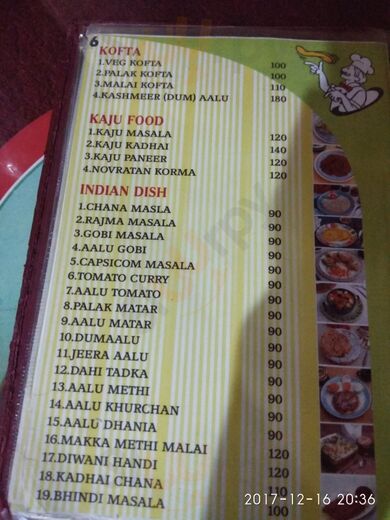 6
KOFTA
1.VEG KOFTA 100
2.PALAK KOFTA 100
3.MALAI KOFTA 110
4.KASHMEER (DUM) AALU 180
KAJU FOOD
1.KAJU MASALA 120
2.KAJU KADHAI 140
3.KAJU PANEER 120
4.NOVRATAN KORMA 120
INDIAN DISH
1.CHANA MASLA 90
2.RAJMA MASALA 90
3.GOBI MASALA 90
4.AALU GOBI 90
5.CAPSICOM MASALA 90
6.TOMATO CURRY 90
7.AALU TOMATO 90
8.PALAK MATAR 100
9.AALU MATAR 90
10.DUMAALU 90
11.JEERA AALU 90
12.DAHI TADKA 90
13.AALU METHI 90
14.AALU KHURCHAN 90
15.AALU DHANIA 90
16.MAKKA METHI MALAI 100
17.DIWANI HANDI 120
18.KADHAI CHANA 110
19.BHINDI MASALA 100
2017-12-16 20:36